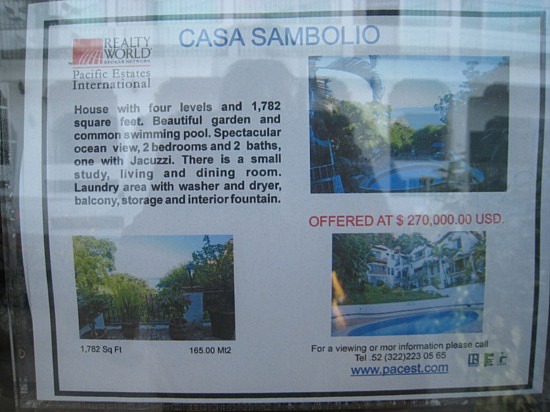 CASA SAMBOLIO
REALTY
WORLD
BROKER NETWORK
Pacific Estates
International
House with four levels and 1,782
square feet. Beautiful garden and
common swimming pool. Spectacular
ocean view, 2 bedrooms and 2 baths,
one with Jacuzzi. There is a small
study, living and dining room.
Laundry area with washer and dryer,
balcony, storage and interior fountain.
OFFERED AT $ 270,000.00 USD.
1,782 Sq Ft 165.00 Mt2
For a viewing or mor information please call
Tel .52 (322)223 05 65
www.pacest.com